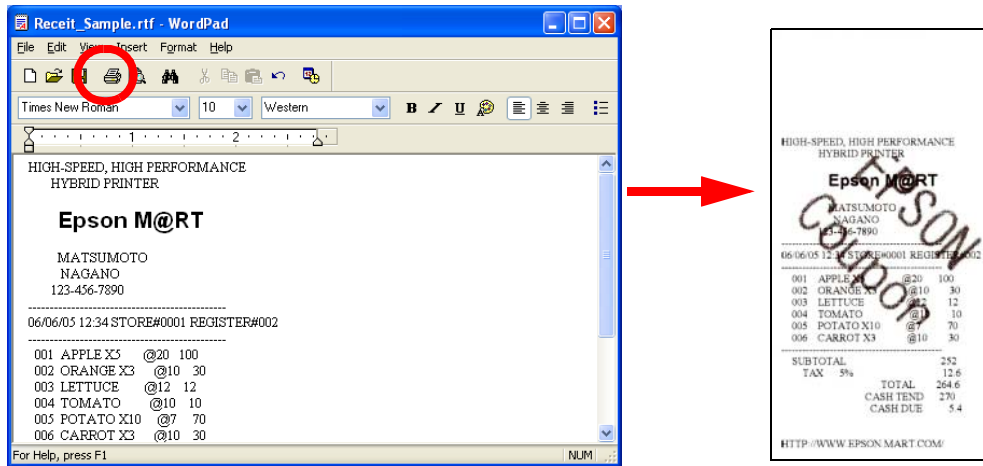 Receit_Sample.rtf - WordPad
File Edit View Insert Format Help
Times New Roman 10 Western B I U
1 2
HIGH-SPEED, HIGH PERFORMANCE
HYBRID PRINTER
Epson M@RT
MATSUMOTO
NAGANO
123-456-7890
06/06/05 12:34 STORE#0001 REGISTER#002
001 APPLE X5 @20 100
002 ORANGE X3 @10 30
003 LETTUCE @12 12
004 TOMATO @10 10
005 POTATO X10 @7 70
006 CARROT X3 @10 30
For Help, press F1 NUM
HIGH-SPEED, HIGH PERFORMANCE
HYBRID PRINTER
Epson M@RT
MATSUMOTO
NAGANO
123-456-7890
06/06/05 12:34 STORE#0001 REGISTER#002
001 APPLE X5 @20 100
002 ORANGE X3 @10 30
003 LETTUCE @12 12
004 TOMATO 10
005 POTATO X10 @7 70
006 CARROT X3 @10 30
SUBTOTAL 252
TAX 5% 12.6
TOTAL 264.6
CASH TEND 270
CASH DUE 5.4
HTTP://WWW.EPSON.MART.COM/
EPSON
Coupon